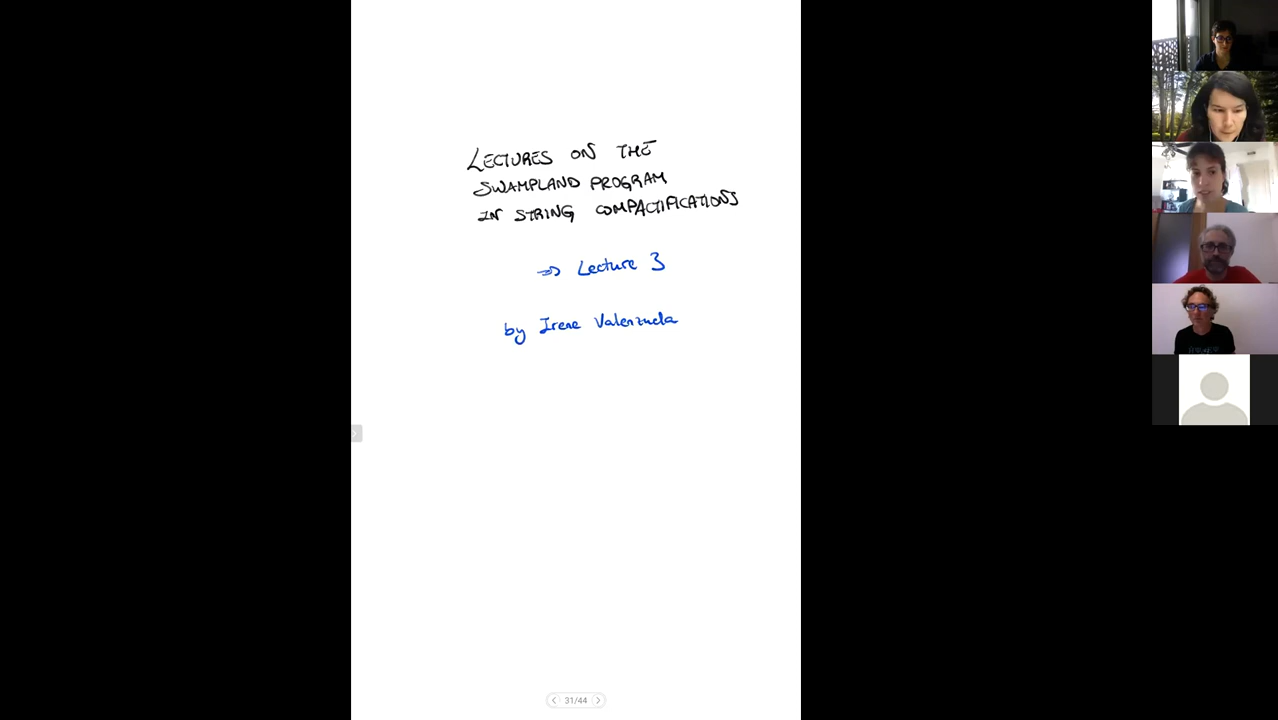 LECTURES ON THE
SWAMPLAND PROGRAM
IN STRING COMPACTIFICATIONS
⇒ Lecture 3
by Irene Valenzuela
31/44